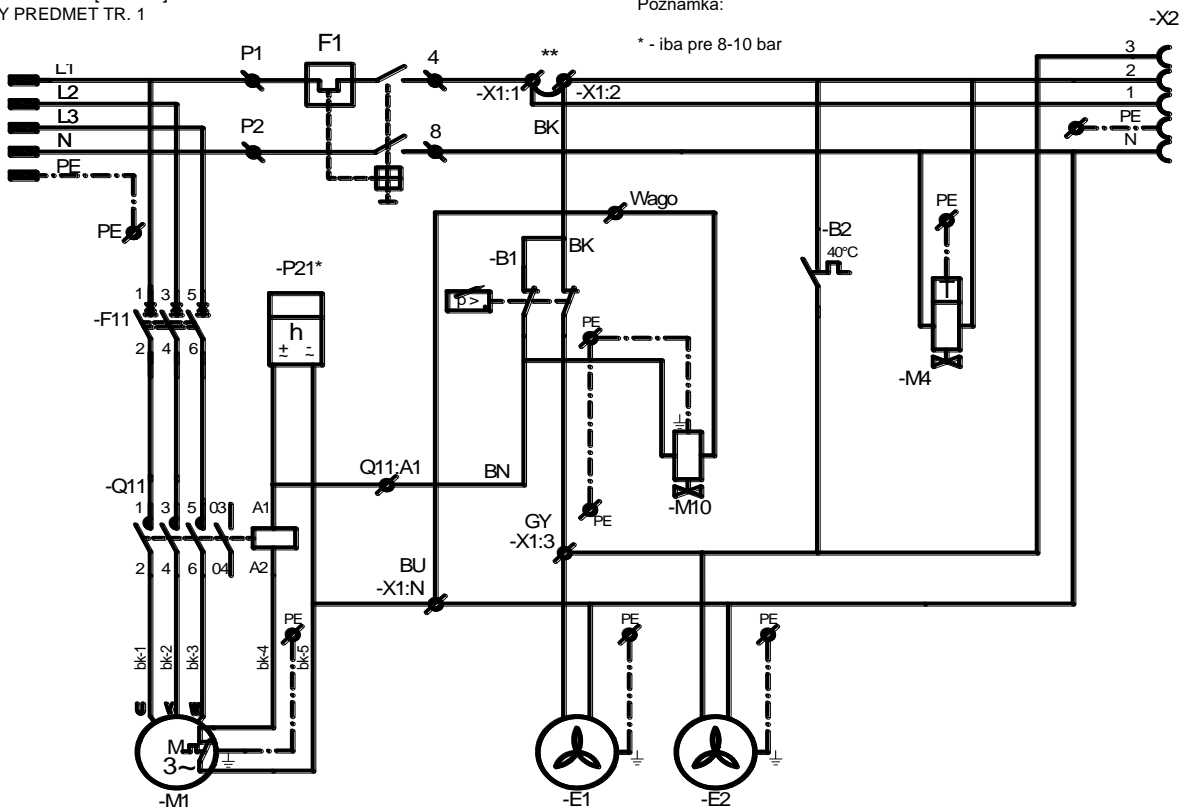 Y PREDMET TR. 1
Poznámka:
* - iba pre 8-10 bar
-X2
L1
L2
L3
N
PE
P1
F1
4
**
-X1:1
-X1:2
3
2
1
PE
N
P2
8
BK
PE
Wago
-B1
BK
-B2
40°C
PE
-P21*
h
+ -
~ ~
p >
-F11
1 3 5
2 4 6
PE
-M4
Q11:A1
BN
-M10
PE
-Q11
1 3 5 03 A1
2 4 6 04 A2
GY
-X1:3
BU
-X1:N
bk-1
bk-2
bk-3
bk-4
bk-5
PE
PE
PE
U V W
M
3~
-M1
-E1
-E2